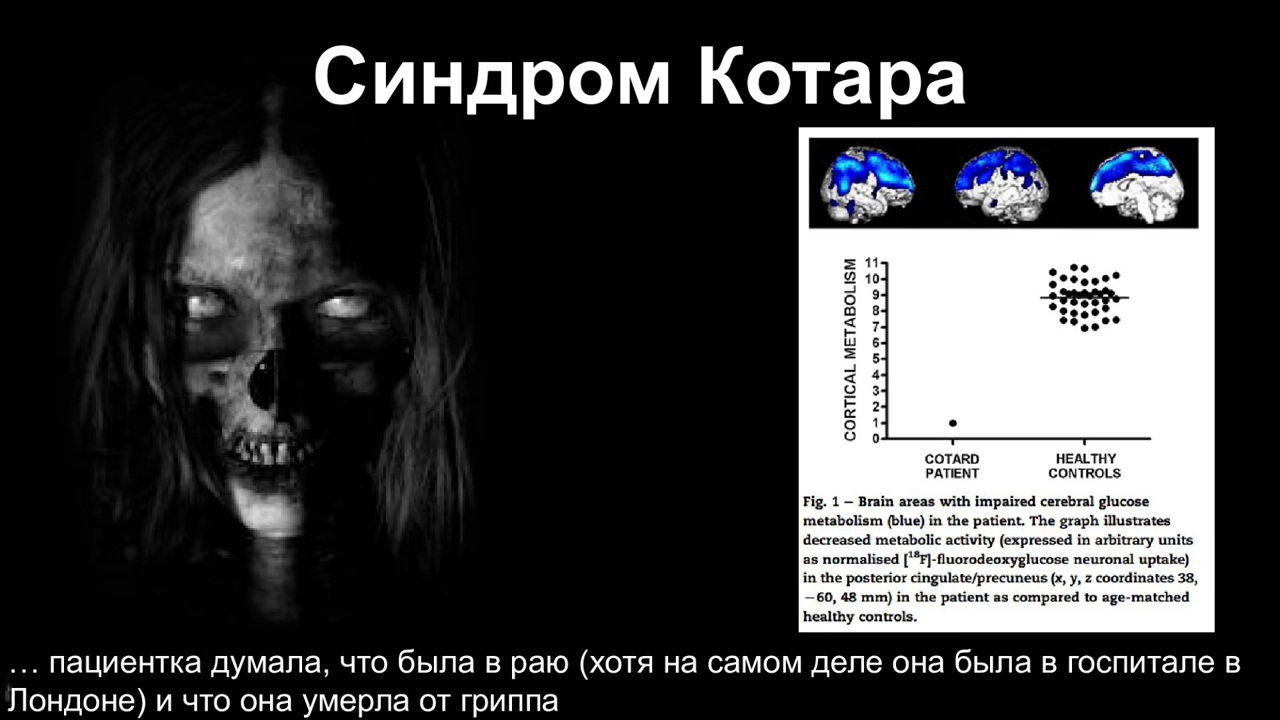 Синдром Котара
11
10
9
8
7
6
5
4
3
2
1
0
CORTICAL METABOLISM
COTARD
PATIENT
HEALTHY
CONTROLS
Fig. 1 – Brain areas with impaired cerebral glucose
metabolism (blue) in the patient. The graph illustrates
decreased metabolic activity (expressed in arbitrary units
as normalised [¹⁸F]-fluorodeoxyglucose neuronal uptake)
in the posterior cingulate/precuneus (x, y, z coordinates 38,
−60, 48 mm) in the patient as compared to age-matched
healthy controls.
… пациентка думала, что была в раю (хотя на самом деле она была в госпитале в
Лондоне) и что она умерла от гриппа